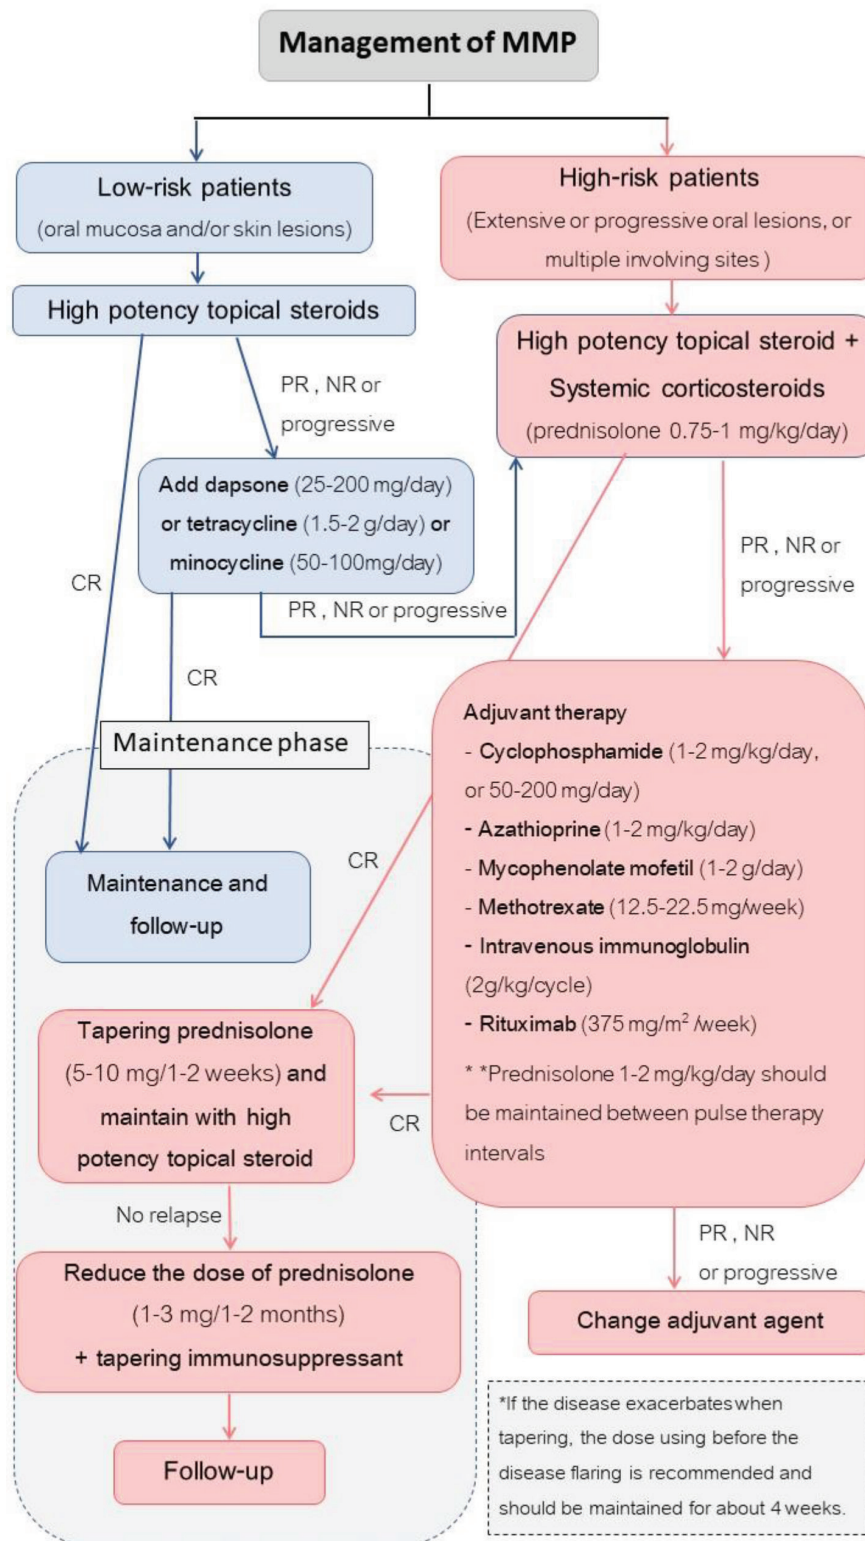 Management of MMP
Low-risk patients
(oral mucosa and/or skin lesions)
High-risk patients
(Extensive or progressive oral lesions, or
multiple involving sites )
High potency topical steroids
High potency topical steroid +
Systemic corticosteroids
(prednisolone 0.75-1 mg/kg/day)
PR , NR or
progressive
Add dapsone (25-200 mg/day)
or tetracycline (1.5-2 g/day) or
minocycline (50-100mg/day)
CR
PR , NR or progressive
PR , NR or
progressive
CR
Maintenance phase
Maintenance and
follow-up
CR
Adjuvant therapy
- Cyclophosphamide (1-2 mg/kg/day,
or 50-200 mg/day)
- Azathioprine (1-2 mg/kg/day)
- Mycophenolate mofetil (1-2 g/day)
- Methotrexate (12.5-22.5 mg/week)
- Intravenous immunoglobulin
(2g/kg/cycle)
- Rituximab (375 mg/m² /week)
* *Prednisolone 1-2 mg/kg/day should
be maintained between pulse therapy
intervals
Tapering prednisolone
(5-10 mg/1-2 weeks) and
maintain with high
potency topical steroid
CR
No relapse
Reduce the dose of prednisolone
(1-3 mg/1-2 months)
+ tapering immunosuppressant
Follow-up
PR , NR
or progressive
Change adjuvant agent
*If the disease exacerbates when
tapering, the dose using before the
disease flaring is recommended and
should be maintained for about 4 weeks.